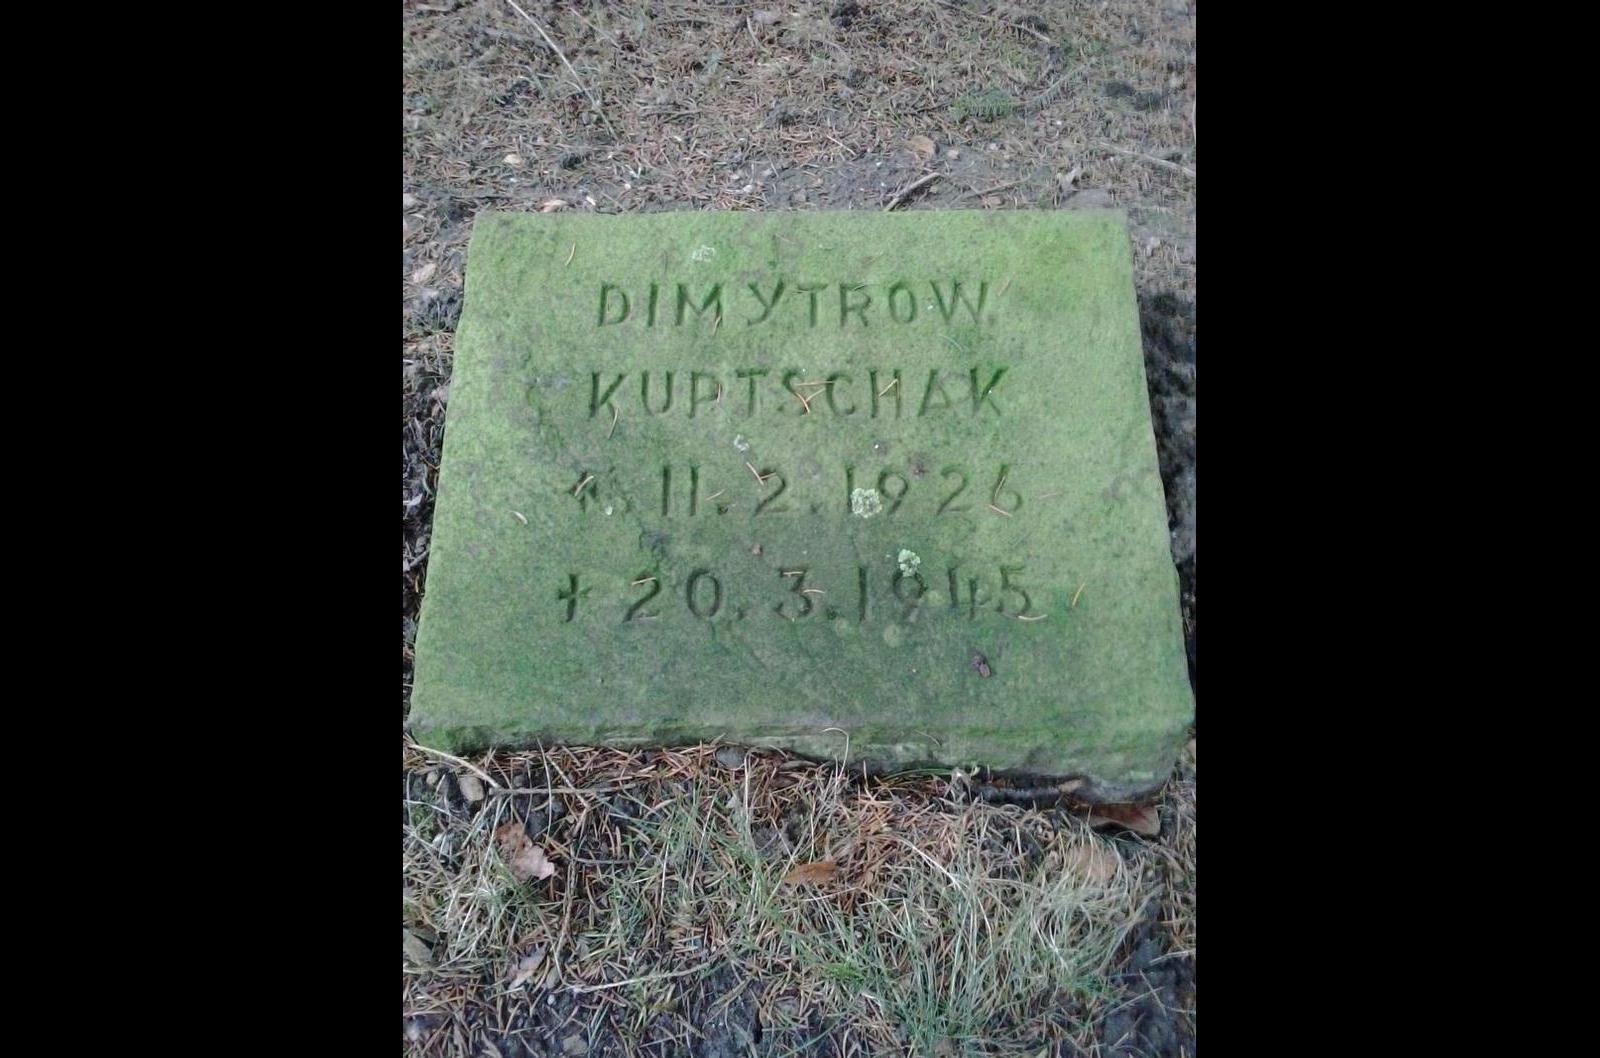 DIMYTROW.
KUPTSCHAK
* 11.2.1926
+ 20.3.1945